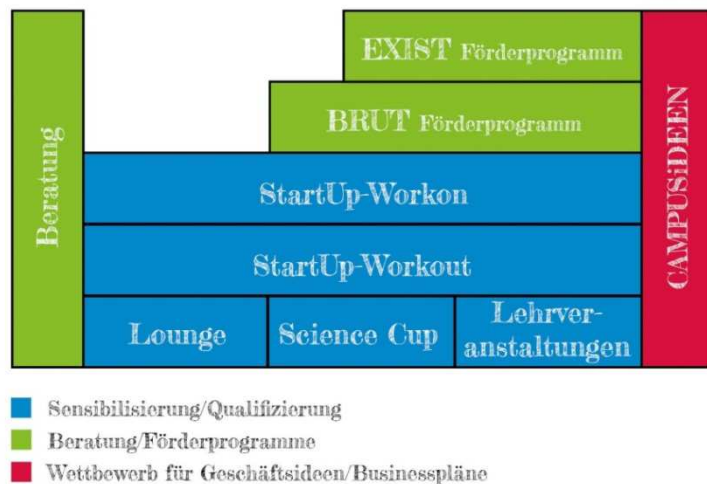 EXIST Förderprogramm
BRUT Förderprogramm
Beratung
StartUp-Workon
StartUp-Workout
Lounge
Science Cup
Lehrver-
anstaltungen
CAMPUSiDEEN
Sensibilisierung/Qualifizierung
Beratung/Förderprogramme
Wettbewerb für Geschäftsideen/Businesspläne